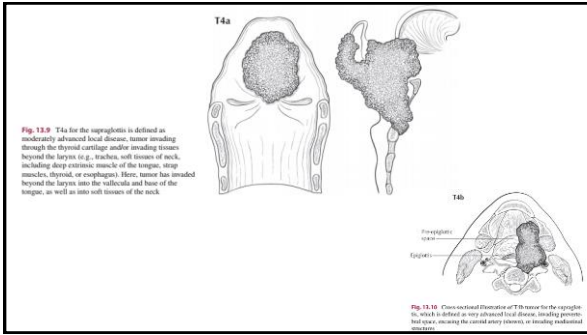 T4a
Fig. 13.9 T4a for the supraglottis is defined as
moderately advanced local disease, tumor invading
through the thyroid cartilage and/or invading tissues
beyond the larynx (e.g., trachea, soft tissues of neck,
including deep extrinsic muscle of the tongue, strap
muscles, thyroid, or esophagus). Here, tumor has invaded
beyond the larynx into the vallecula and base of the
tongue, as well as into soft tissues of the neck
T4b
Pre-epiglottic
space
Epiglottis
Fig. 13.10 Cross-sectional illustration of T4b tumor for the supraglot-
tis, which is defined as very advanced local disease, invading preverte-
bral space, encasing the carotid artery (shown), or invading mediastinal
structures